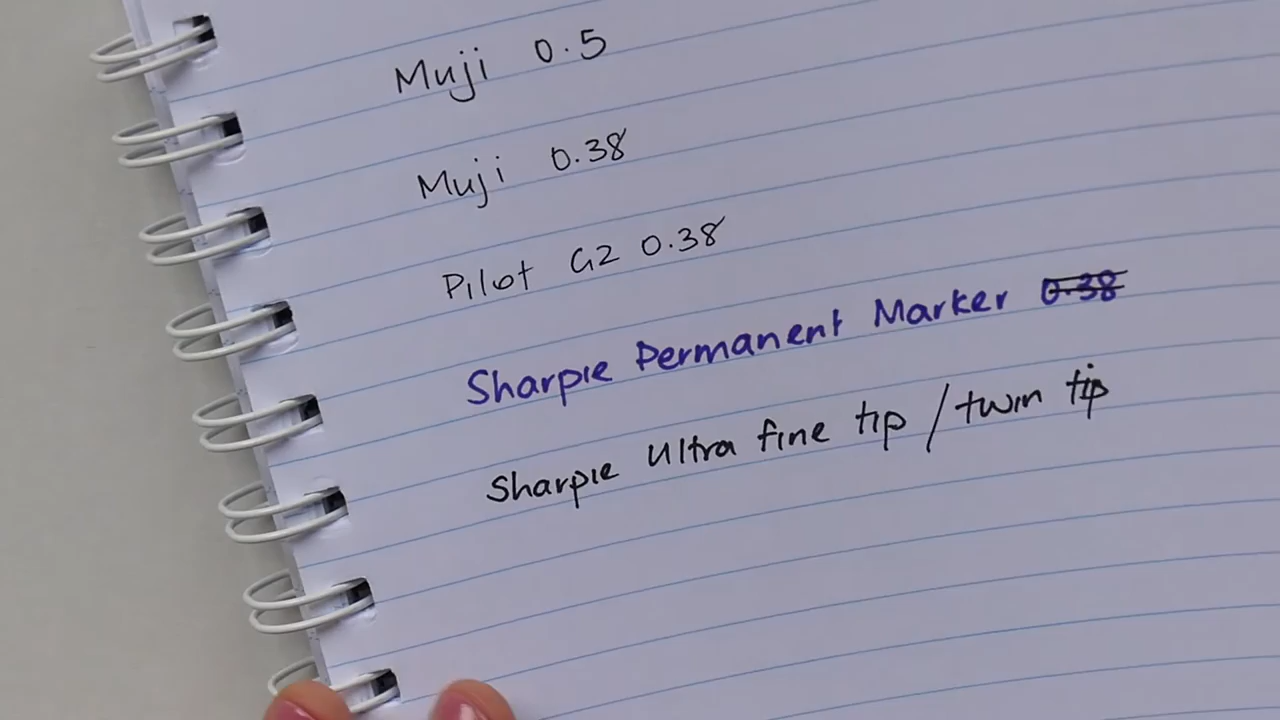 Muji 0.5
Muji 0.38
Pilot G2 0.38
Sharpie Permanent Marker 0.38
Sharpie Ultra fine tip / twin tip